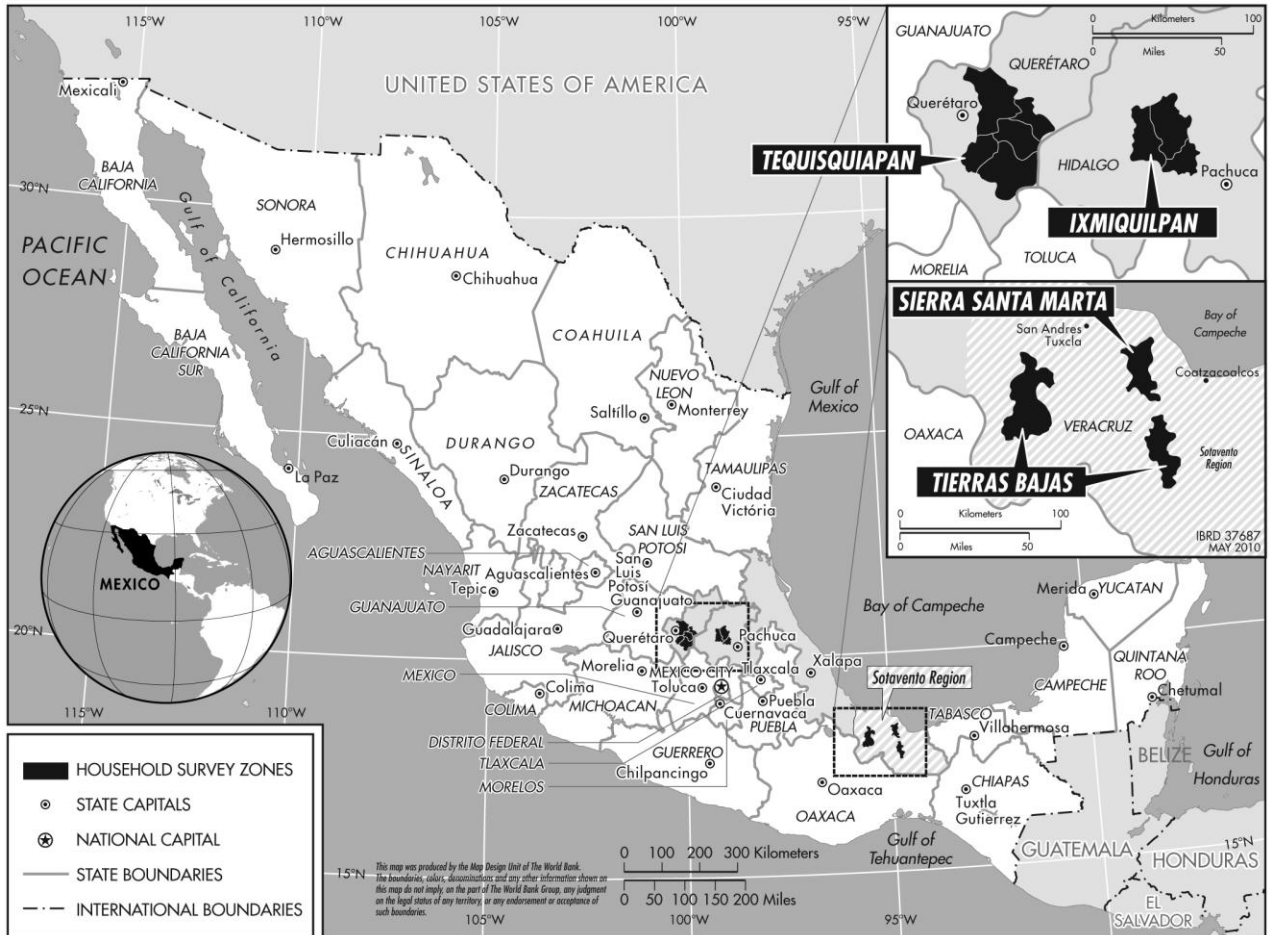 115°W
110°W
105°W
100°W
95°W
UNITED STATES OF AMERICA
Mexicali
BAJA
CALIFORNIA
30°N
Gulf of California
SONORA
Hermosillo
PACIFIC
OCEAN
CHIHUAHUA
Chihuahua
BAJA
CALIFORNIA
SUR
COAHUILA
NUEVO
LEON
Monterrey
Saltíllo
Gulf of
Mexico
25°N
Culiacán
SINALOA
DURANGO
Durango
La Paz
ZACATECAS
Zacatecas
TAMAULIPAS
Ciudad
Victória
SAN LUIS
POTOSI
San
Luis
Potosí
AGUASCALIENTES
Aguascalientes
NAYARIT
Tepic
GUANAJUATO
Guanajuato
20°N
Guadalajara
JALISCO
Querétaro
Pachuca
Morelia
MEXICO CITY
Tlaxcala
Xalapa
MEXICO
Toluca
Colima
COLIMA
MICHOACAN
Cuernavaca
Puebla
PUEBLA
DISTRITO FEDERAL
TLAXCALA
MORELOS
GUERRERO
Chilpancingo
Bay of Campeche
Sotavento Region
TABASCO
Villahermosa
Oaxaca
OAXACA
CHIAPAS
Tuxtla
Gutierrez
Gulf of
Tehuantepec
Merida
YUCATAN
Campeche
CAMPECHE
QUINTANA
ROO
Chetumal
BELIZE
Gulf of
Honduras
GUATEMALA
HONDURAS
15°N
EL
SALVADOR
MEXICO
115°W
110°W
HOUSEHOLD SURVEY ZONES
STATE CAPITALS
NATIONAL CAPITAL
STATE BOUNDARIES
INTERNATIONAL BOUNDARIES
15°N
This map was produced by the Map Design Unit of The World Bank.
The boundaries, colors, denominations and any other information shown on
this map do not imply, on the part of The World Bank Group, any judgment
on the legal status of any territory, or any endorsement or acceptance of
such boundaries.
0 100 200 300 Kilometers
0 50 100 150 200 Miles
105°W
100°W
95°W
90°W
0 Kilometers 100
0 Miles 50
GUANAJUATO
QUERÉTARO
Querétaro
TEQUISQUIAPAN
HIDALGO
Pachuca
IXMIQUILPAN
MORELIA
TOLUCA
SIERRA SANTA MARTA
San Andres
Tuxcla
Bay of
Campeche
Coatzacoalcos
OAXACA
VERACRUZ
Sotavento
Region
TIERRAS BAJAS
0 Kilometers 100
0 Miles 50
IBRD 37687
MAY 2010